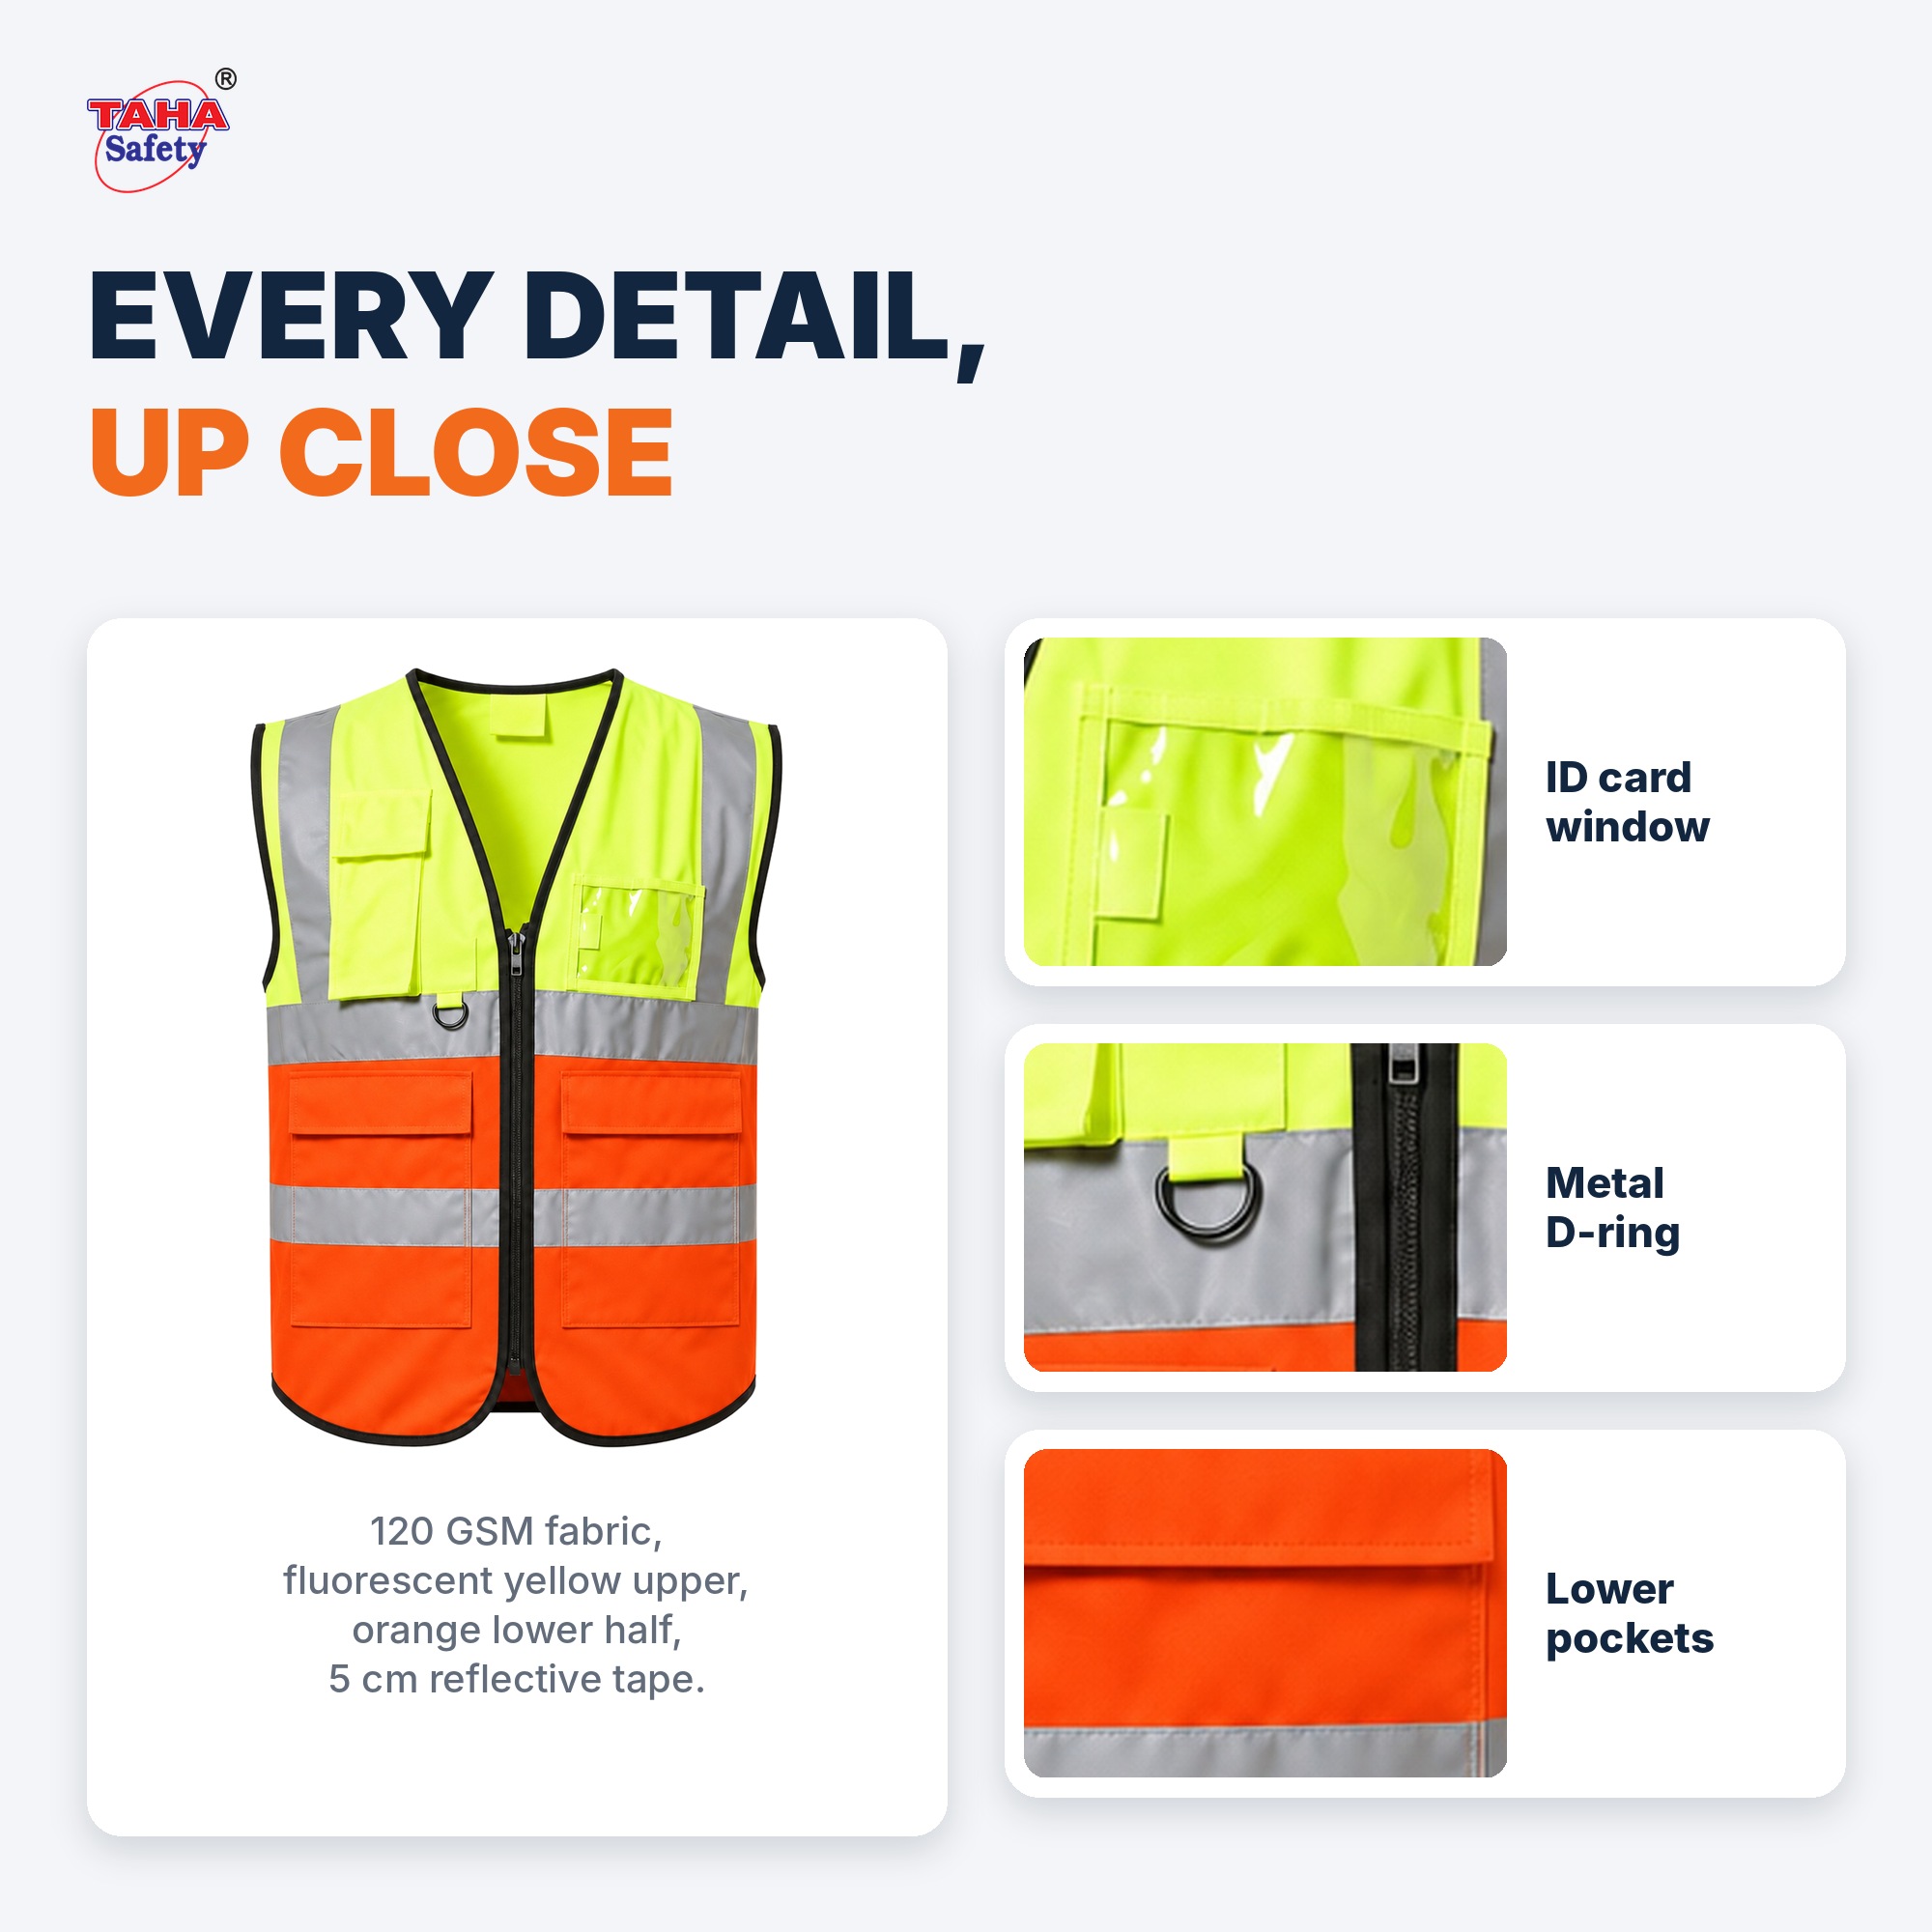 TAHA ®
Safety
EVERY DETAIL,
UP CLOSE
120 GSM fabric,
fluorescent yellow upper,
orange lower half,
5 cm reflective tape.
ID card
window
Metal
D-ring
Lower
pockets